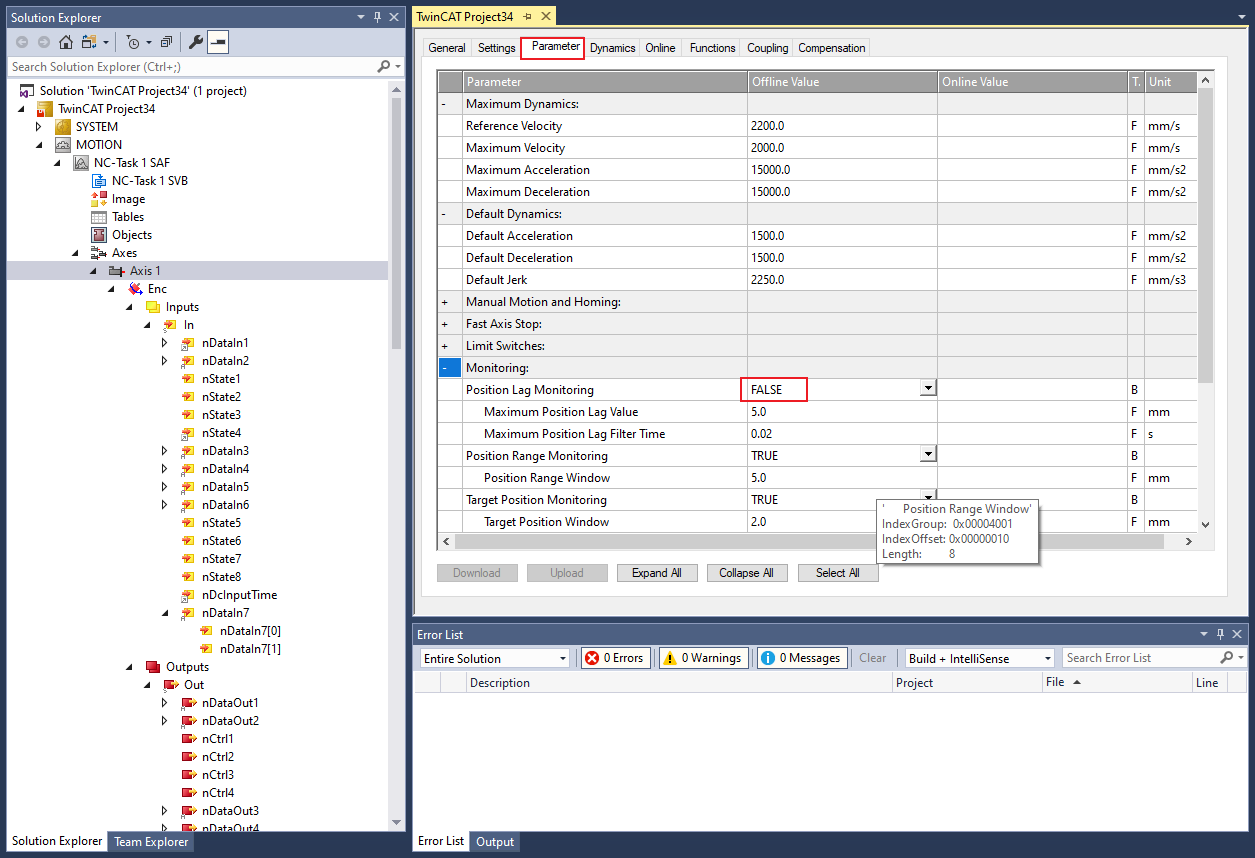 Solution Explorer
Search Solution Explorer (Ctrl+;)
Solution 'TwinCAT Project34' (1 project)
TwinCAT Project34
SYSTEM
MOTION
NC-Task 1 SAF
NC-Task 1 SVB
Image
Tables
Objects
Axes
Axis 1
Enc
Inputs
In
nDataIn1
nDataIn2
nState1
nState2
nState3
nState4
nDataIn3
nDataIn4
nDataIn5
nDataIn6
nState5
nState6
nState7
nState8
nDcInputTime
nDataIn7
nDataIn7[0]
nDataIn7[1]
Outputs
Out
nDataOut1
nDataOut2
nCtrl1
nCtrl2
nCtrl3
nCtrl4
nDataOut3
nDataOut4
Solution Explorer Team Explorer
TwinCAT Project34
General Settings Parameter Dynamics Online Functions Coupling Compensation
Parameter Offline Value Online Value T. Unit
- Maximum Dynamics:
Reference Velocity 2200.0 F mm/s
Maximum Velocity 2000.0 F mm/s
Maximum Acceleration 15000.0 F mm/s2
Maximum Deceleration 15000.0 F mm/s2
- Default Dynamics:
Default Acceleration 1500.0 F mm/s2
Default Deceleration 1500.0 F mm/s2
Default Jerk 2250.0 F mm/s3
+ Manual Motion and Homing:
+ Fast Axis Stop:
+ Limit Switches:
- Monitoring:
Position Lag Monitoring FALSE B
Maximum Position Lag Value 5.0 F mm
Maximum Position Lag Filter Time 0.02 F s
Position Range Monitoring TRUE B
Position Range Window 5.0 F mm
Target Position Monitoring TRUE B
Target Position Window 2.0 F mm
' Position Range Window'
IndexGroup: 0x00004001
IndexOffset: 0x00000010
Length: 8
Download Upload Expand All Collapse All Select All
Error List
Entire Solution 0 Errors 0 Warnings 0 Messages Clear Build + IntelliSense Search Error List
Description Project File Line
Error List Output